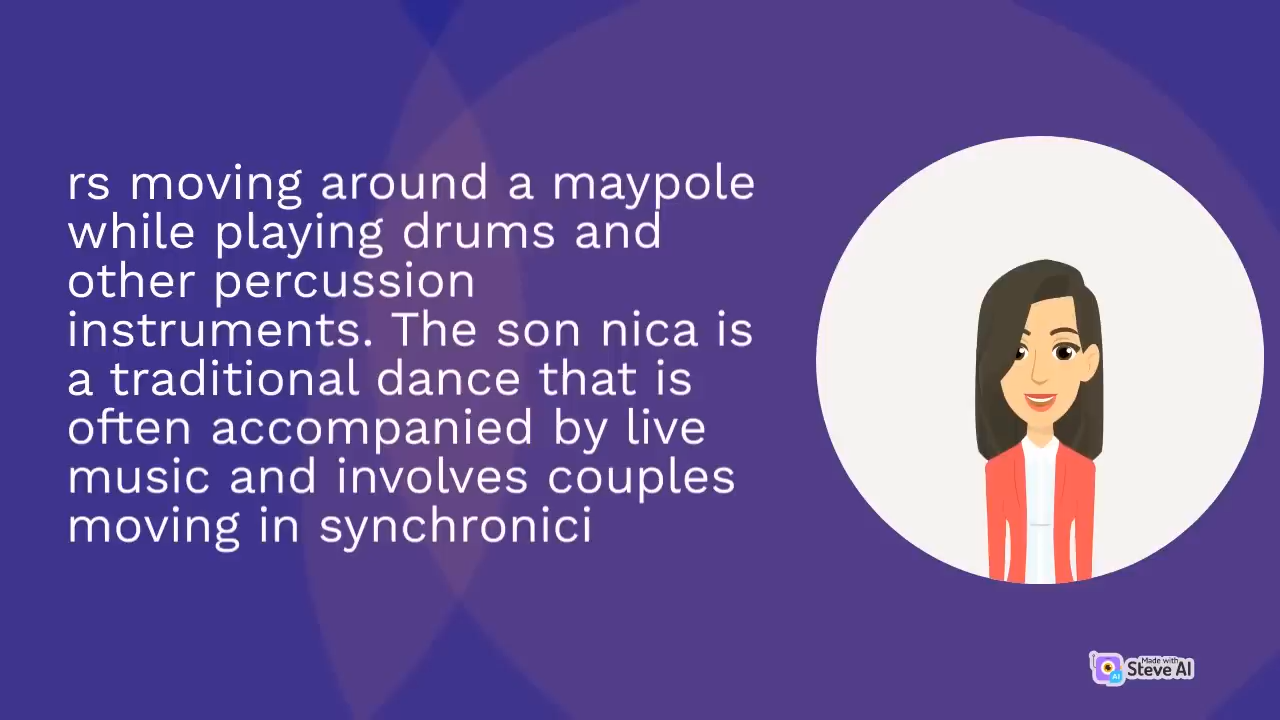 rs moving around a maypole
while playing drums and
other percussion
instruments. The son nica is
a traditional dance that is
often accompanied by live
music and involves couples
moving in synchronici
Made with
Steve AI
AI